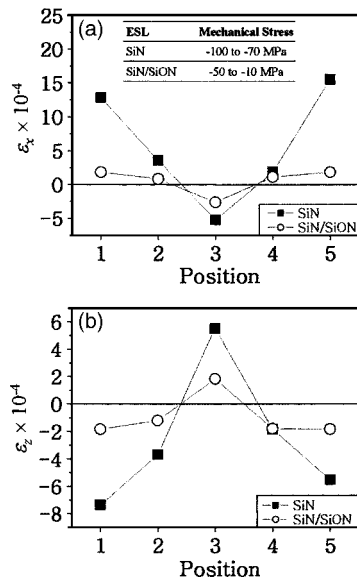 (a)
ESL Mechanical Stress
SiN -100 to -70 MPa
SiN/SiON -50 to -10 MPa
εx × 10-4
25
20
15
10
5
0
-5
SiN
SiN/SiON
1 2 3 4 5
Position
(b)
εz × 10-4
6
4
2
0
-2
-4
-6
-8
SiN
SiN/SiON
1 2 3 4 5
Position